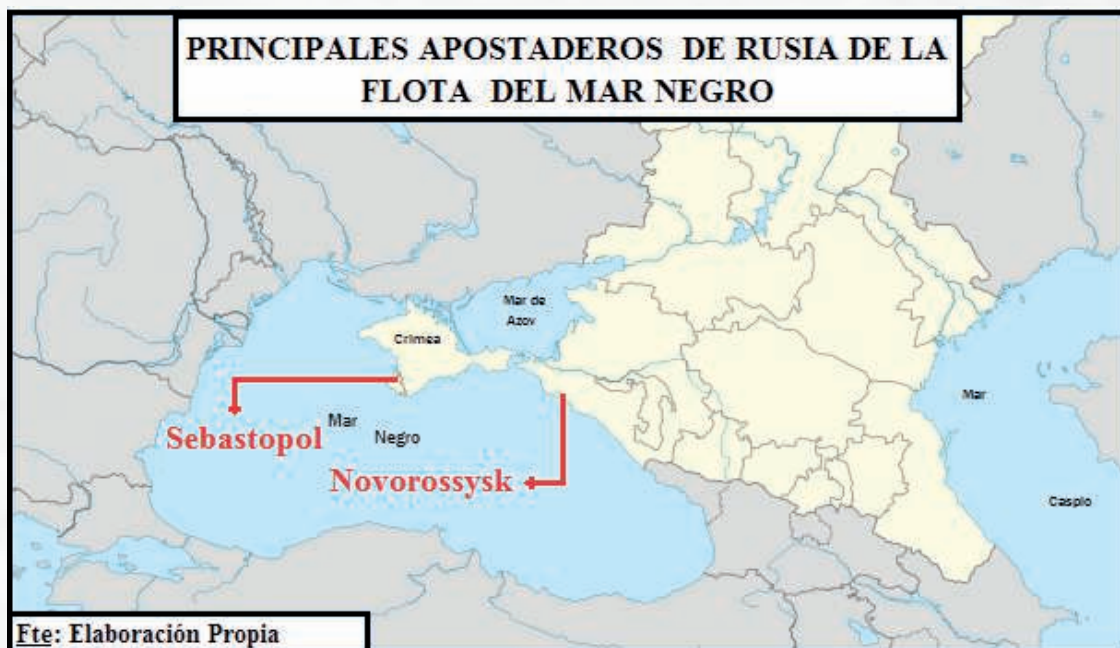 PRINCIPALES APOSTADEROS DE RUSIA DE LA
FLOTA DEL MAR NEGRO
Mar de
Azov
Crimea
Mar
Sebastopol
Mar
Negro
Novorossysk
Caspio
Fte: Elaboración Propia